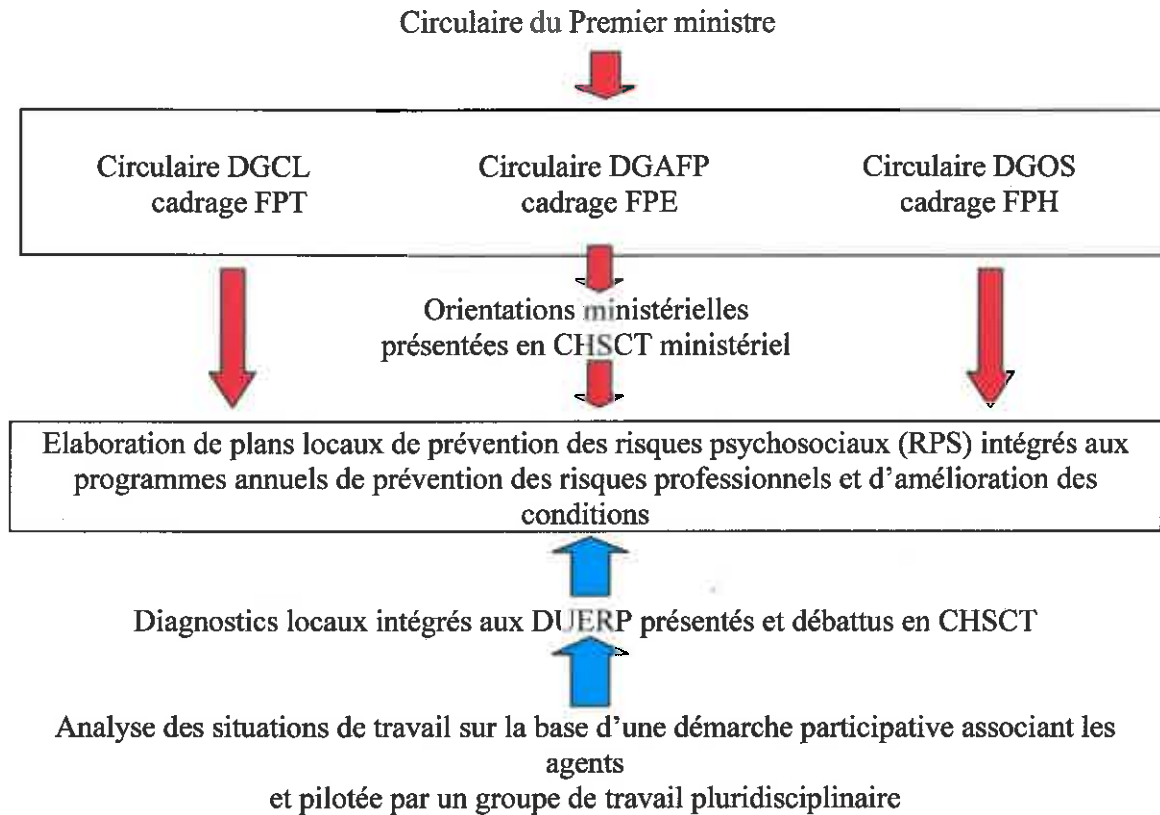 Circulaire du Premier ministre
Circulaire DGCL
cadrage FPT
Circulaire DGAFP
cadrage FPE
Circulaire DGOS
cadrage FPH
Orientations ministérielles
présentées en CHSCT ministériel
Elaboration de plans locaux de prévention des risques psychosociaux (RPS) intégrés aux
programmes annuels de prévention des risques professionnels et d'amélioration des
conditions
Diagnostics locaux intégrés aux DUERP présentés et débattus en CHSCT
Analyse des situations de travail sur la base d'une démarche participative associant les
agents
et pilotée par un groupe de travail pluridisciplinaire